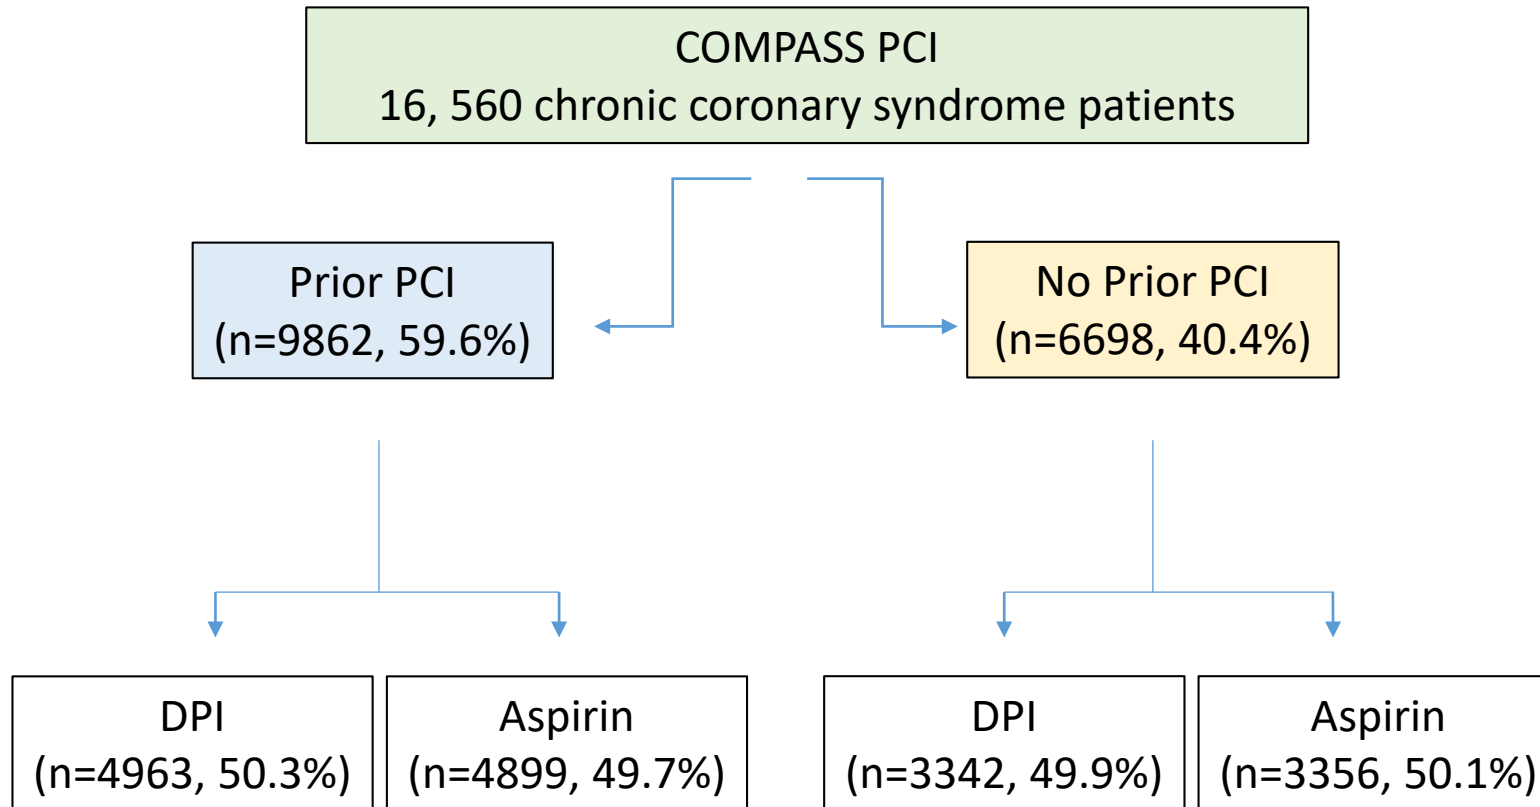 COMPASS PCI
16, 560 chronic coronary syndrome patients
Prior PCI
(n=9862, 59.6%)
No Prior PCI
(n=6698, 40.4%)
DPI
(n=4963, 50.3%)
Aspirin
(n=4899, 49.7%)
DPI
(n=3342, 49.9%)
Aspirin
(n=3356, 50.1%)